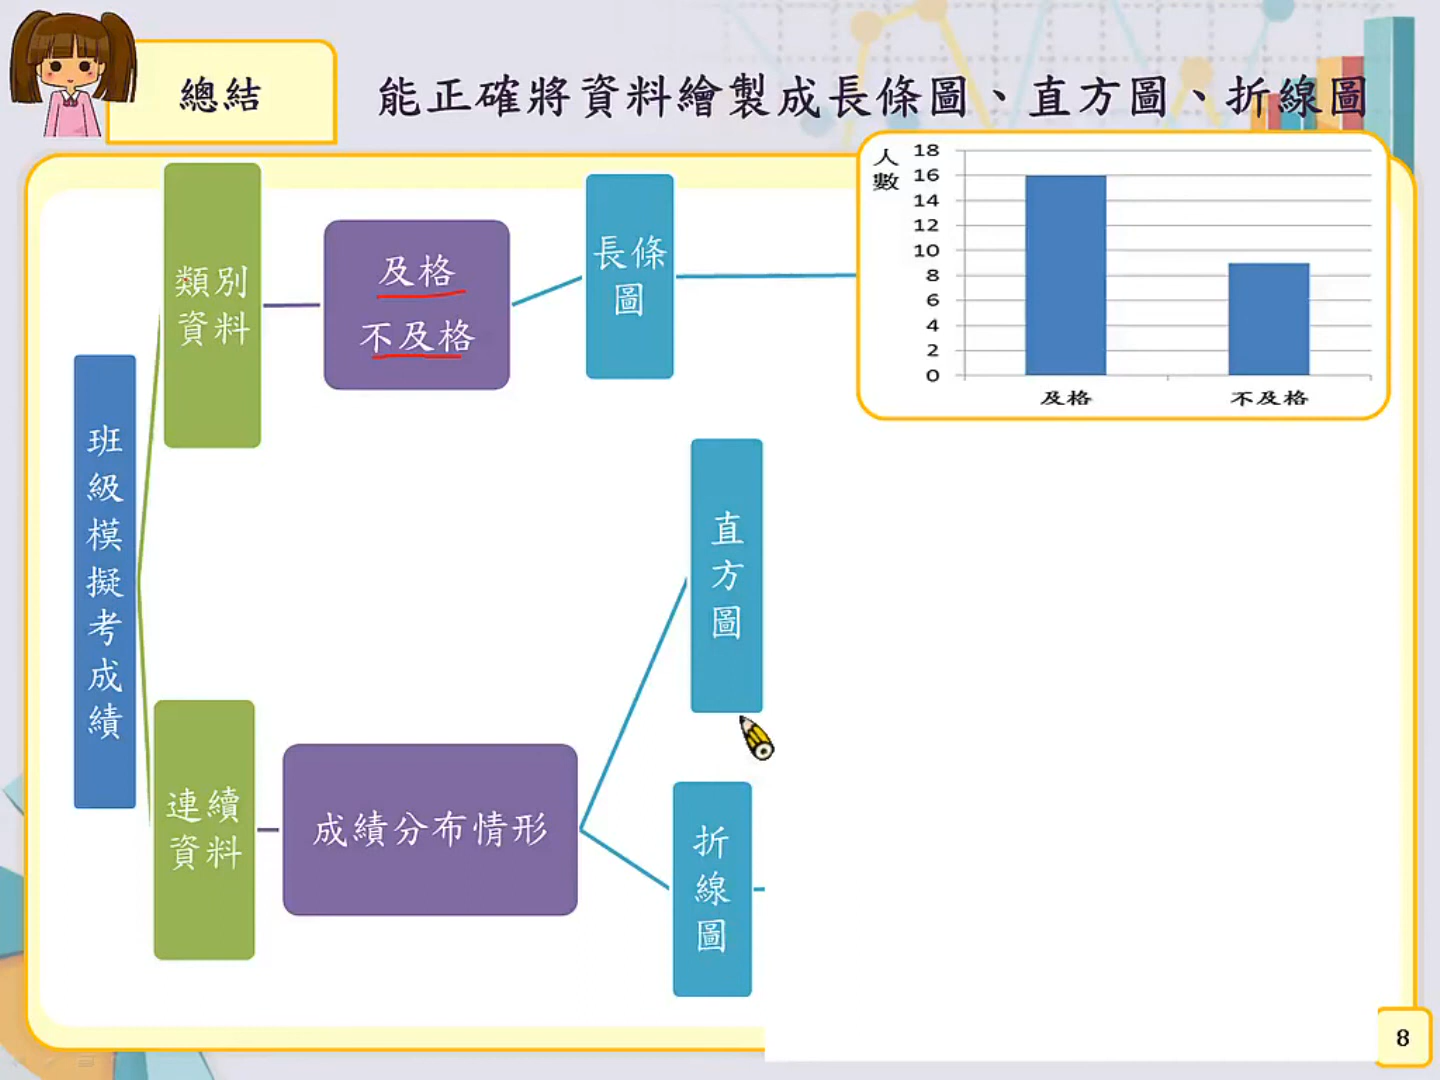 總結
能正確將資料繪製成長條圖、直方圖、折線圖
班級模擬考成績
類別
資料
及格
不及格
長條
圖
人數
18
16
14
12
10
8
6
4
2
0
及格 不及格
連續
資料
成績分布情形
直方圖
折線圖
8